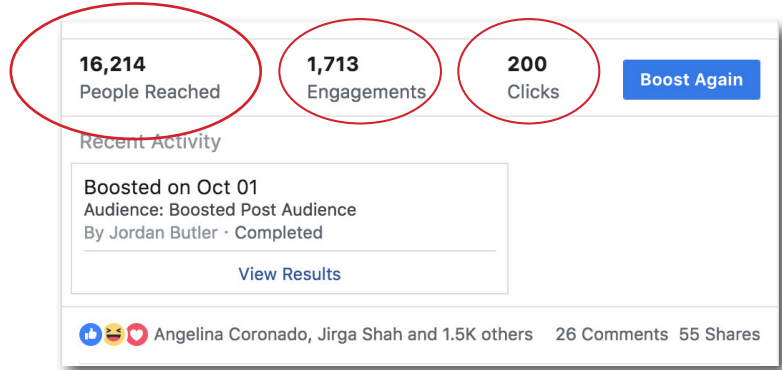 16,214 1,713 200
People Reached Engagements Clicks Boost Again
Recent Activity
Boosted on Oct 01
Audience: Boosted Post Audience
By Jordan Butler · Completed
View Results
Angelina Coronado, Jirga Shah and 1.5K others 26 Comments 55 Shares